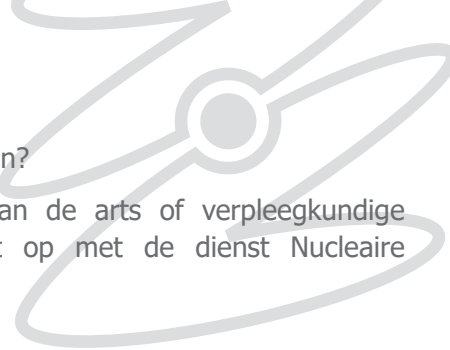 n?
an de arts of verpleegkundige
t op met de dienst Nucleaire